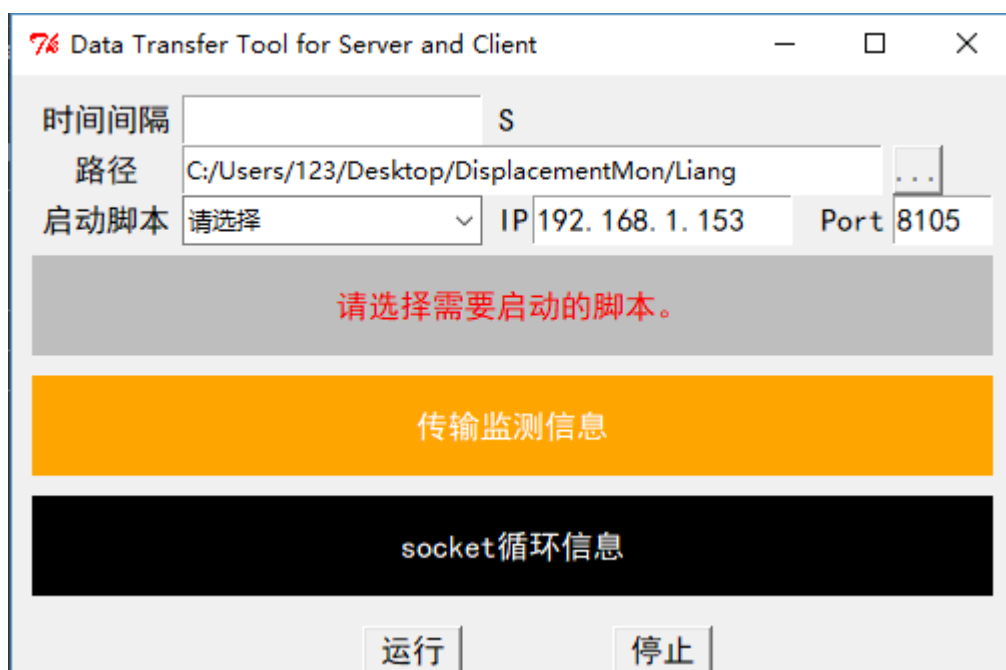 Data Transfer Tool for Server and Client
时间间隔 S
路径 C:/Users/123/Desktop/DisplacementMon/Liang ...
启动脚本 请选择 IP 192.168.1.153 Port 8105
请选择需要启动的脚本。
传输监测信息
socket循环信息
运行 停止